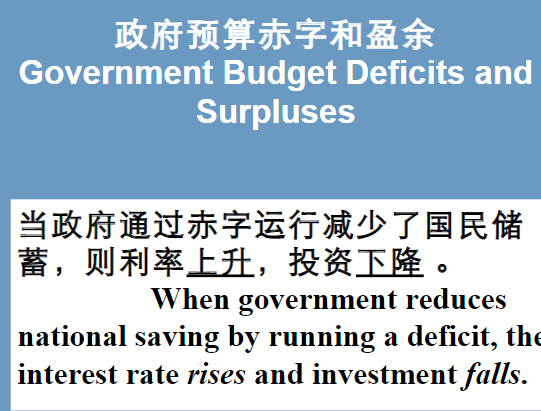 政府预算赤字和盈余
Government Budget Deficits and
Surpluses
当政府通过赤字运行减少了国民储
蓄，则利率上升，投资下降 。
When government reduces
national saving by running a deficit, the
interest rate rises and investment falls.